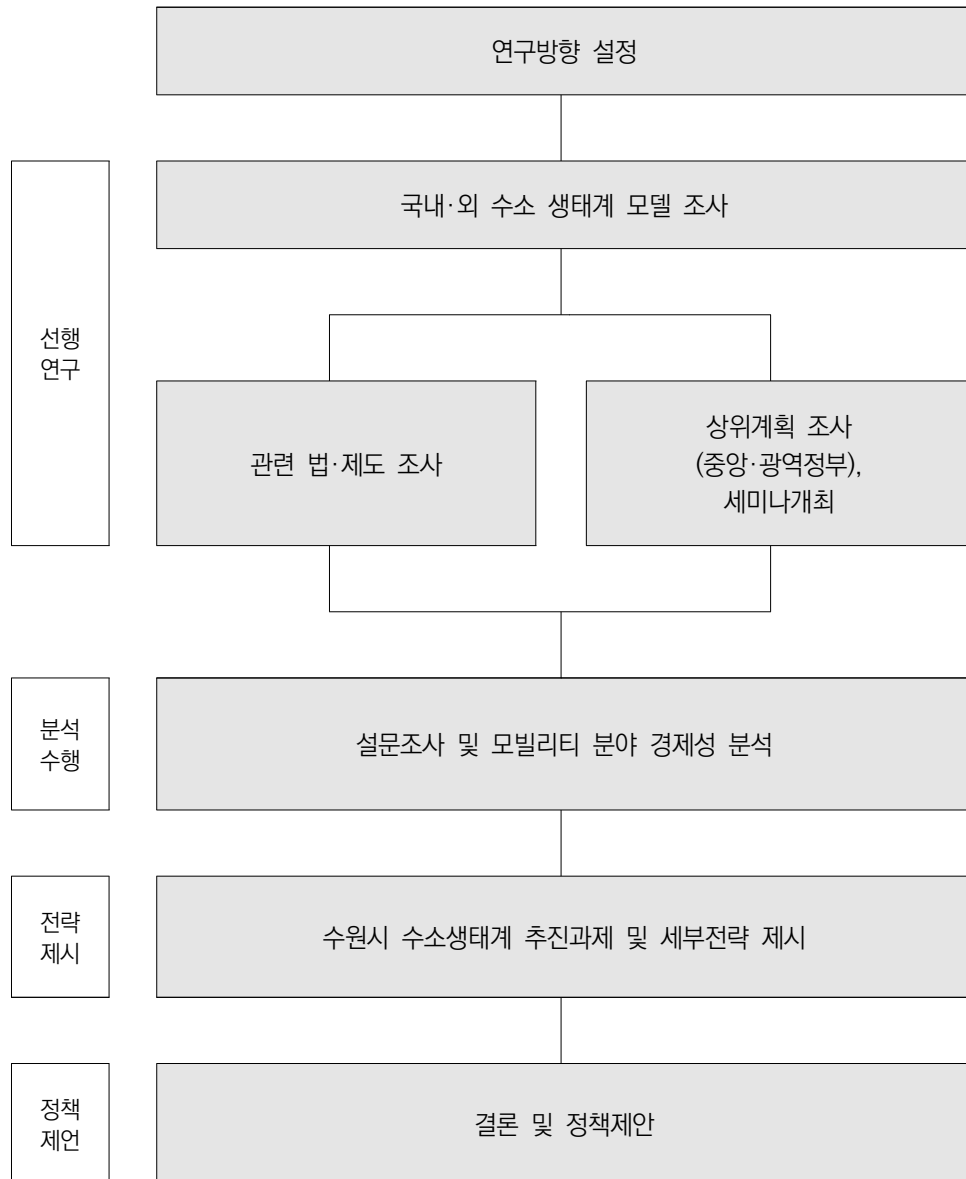 연구방향 설정
국내·외 수소 생태계 모델 조사
선행
연구
관련 법·제도 조사
상위계획 조사
(중앙·광역정부),
세미나개최
분석
수행
설문조사 및 모빌리티 분야 경제성 분석
전략
제시
수원시 수소생태계 추진과제 및 세부전략 제시
정책
제언
결론 및 정책제안